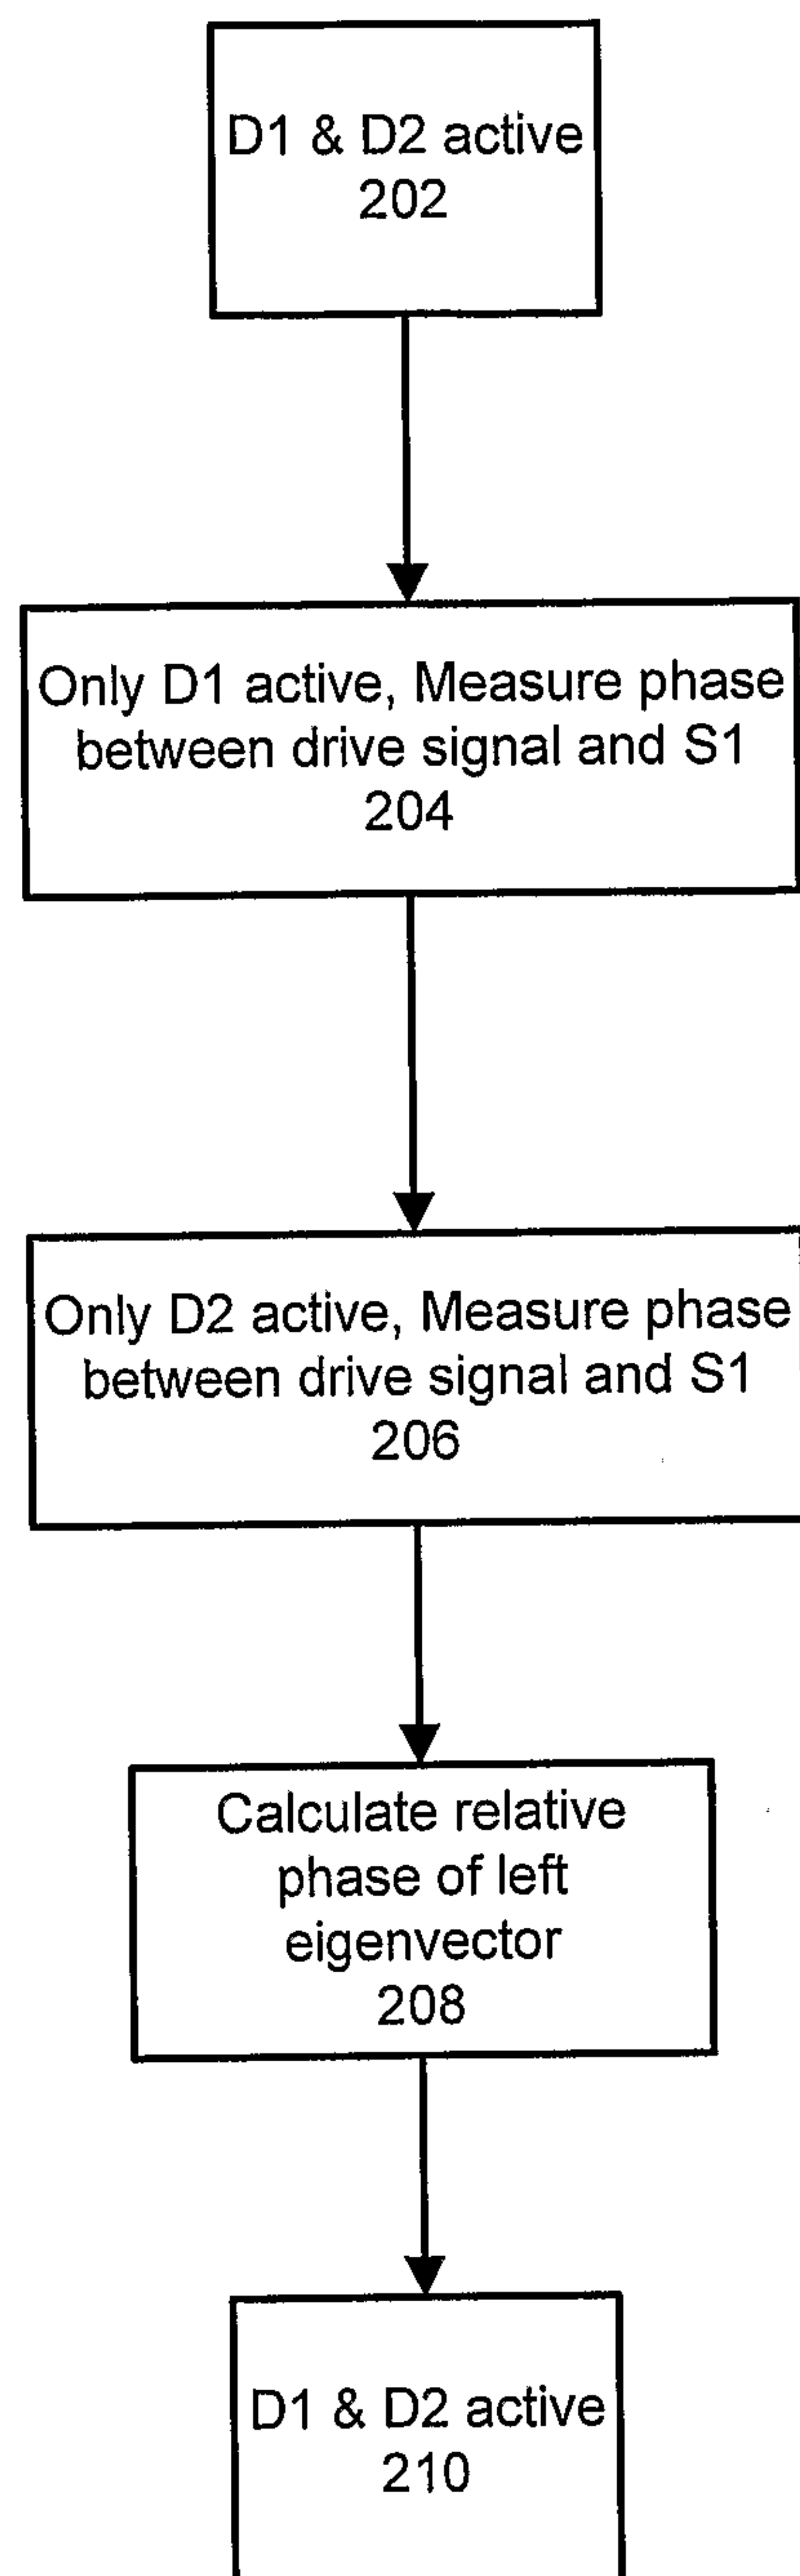 D1 & D2 active
202
Only D1 active, Measure phase
between drive signal and S1
204
Only D2 active, Measure phase
between drive signal and S1
206
Calculate relative
phase of left
eigenvector
208
D1 & D2 active
210